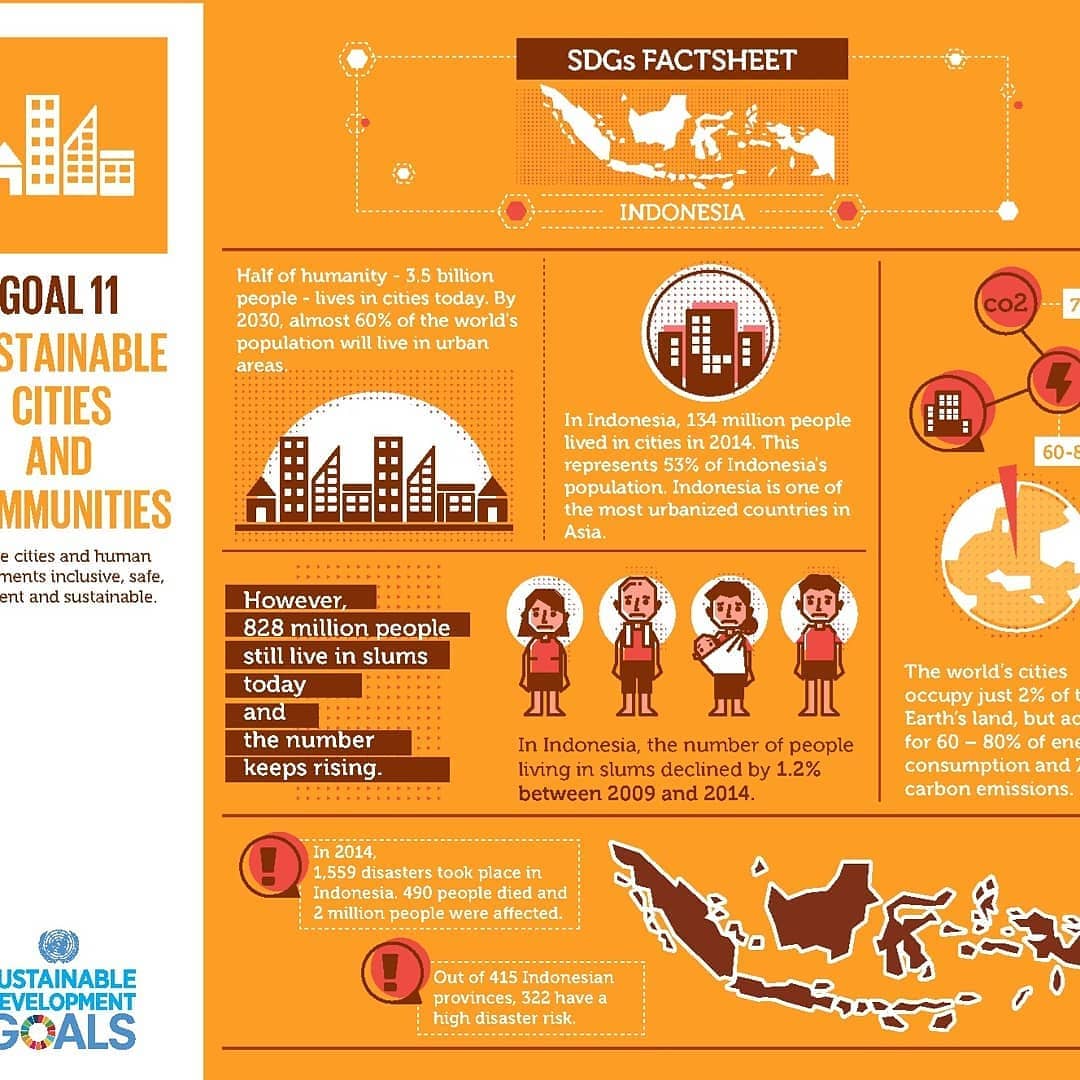 SDGs FACTSHEET
INDONESIA
GOAL 11
STAINABLE
CITIES
AND
MMUNITIES
e cities and human
ments inclusive, safe,
ent and sustainable.
Half of humanity - 3.5 billion
people - lives in cities today. By
2030, almost 60% of the world's
population will live in urban
areas.
In Indonesia, 134 million people
lived in cities in 2014. This
represents 53% of Indonesia's
population. Indonesia is one of
the most urbanized countries in
Asia.
co2
7
60-8
The world's cities
occupy just 2% of t
Earth's land, but ac
for 60 – 80% of ene
consumption and 7
carbon emissions.
However,
828 million people
still live in slums
today
and
the number
keeps rising.
In Indonesia, the number of people
living in slums declined by 1.2%
between 2009 and 2014.
In 2014,
1,559 disasters took place in
Indonesia. 490 people died and
2 million people were affected.
Out of 415 Indonesian
provinces, 322 have a
high disaster risk.
USTAINABLE
EVELOPMENT
GOALS